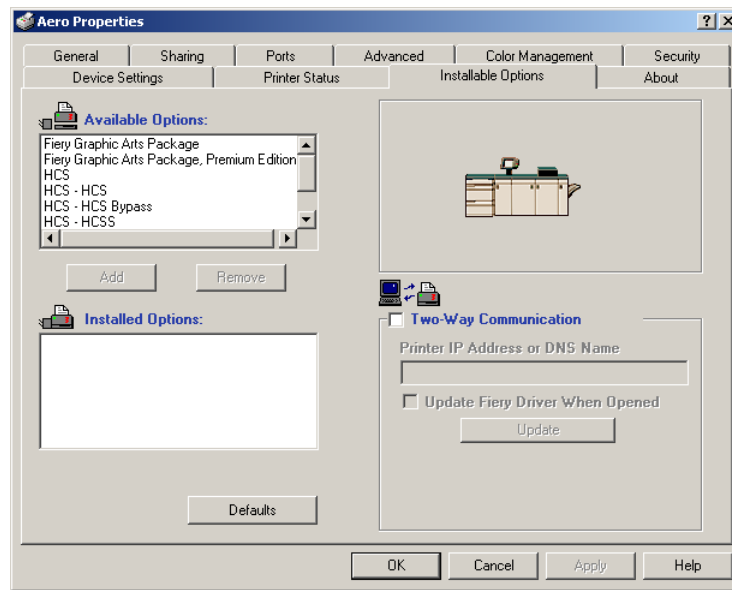 Aero Properties
General
Sharing
Ports
Advanced
Color Management
Security
Device Settings
Printer Status
Installable Options
About
Available Options:
Fiery Graphic Arts Package
Fiery Graphic Arts Package, Premium Edition
HCS
HCS - HCS
HCS - HCS Bypass
HCS - HCSS
Add
Remove
Installed Options:
Defaults
Two-Way Communication
Printer IP Address or DNS Name
Update Fiery Driver When Opened
Update
OK
Cancel
Apply
Help